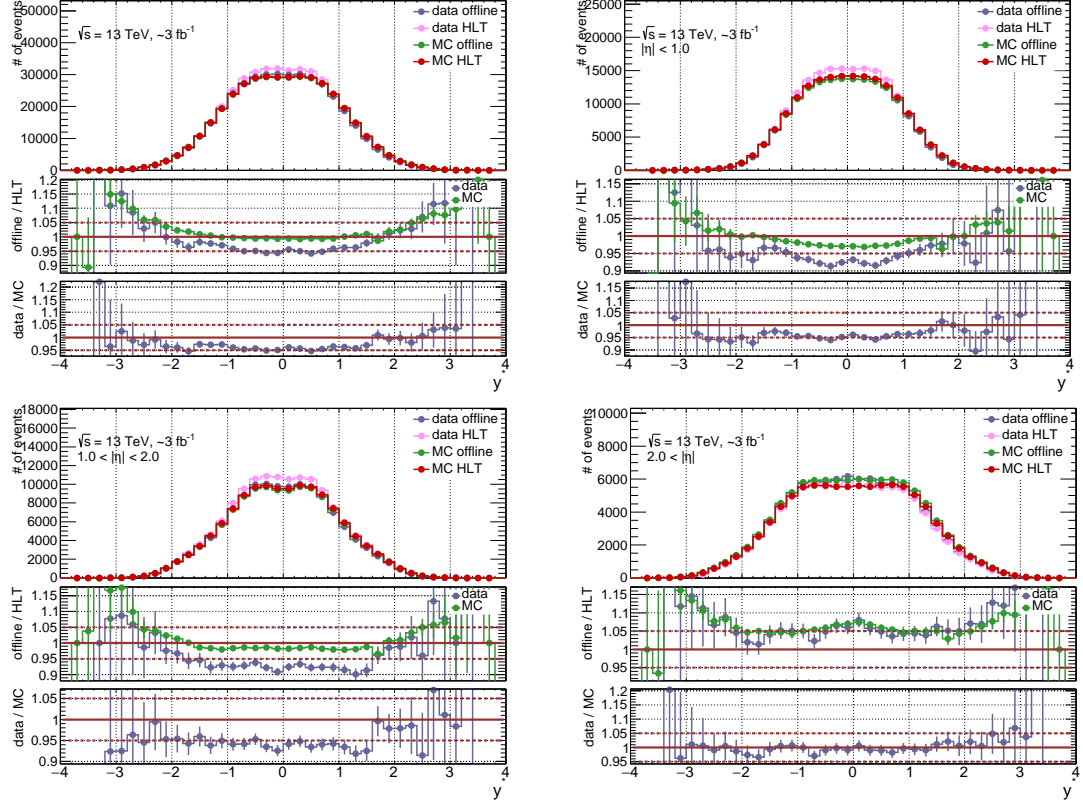 # of events
50000
40000
30000
20000
10000
0
√s = 13 TeV, ~3 fb⁻¹
data offline
data HLT
MC offline
MC HLT
offline / HLT
1.2
1.15
1.1
1.05
1
0.95
0.9
data
MC
data / MC
1.2
1.15
1.1
1.05
1
0.95
−4 −3 −2 −1 0 1 2 3 4
y*
# of events
25000
20000
15000
10000
5000
0
√s = 13 TeV, ~3 fb⁻¹
|η| < 1.0
data offline
data HLT
MC offline
MC HLT
offline / HLT
1.15
1.1
1.05
1
0.95
0.9
data
MC
data / MC
1.15
1.1
1.05
1
0.95
0.9
−4 −3 −2 −1 0 1 2 3 4
y*
# of events
18000
16000
14000
12000
10000
8000
6000
4000
2000
0
√s = 13 TeV, ~3 fb⁻¹
1.0 < |η| < 2.0
data offline
data HLT
MC offline
MC HLT
offline / HLT
1.15
1.1
1.05
1
0.95
0.9
data
MC
data / MC
1.05
1
0.95
0.9
−4 −3 −2 −1 0 1 2 3 4
y*
# of events
10000
8000
6000
4000
2000
0
√s = 13 TeV, ~3 fb⁻¹
2.0 < |η|
data offline
data HLT
MC offline
MC HLT
offline / HLT
1.15
1.1
1.05
1
0.95
data
MC
data / MC
1.2
1.15
1.1
1.05
1
0.95
−4 −3 −2 −1 0 1 2 3 4
y*